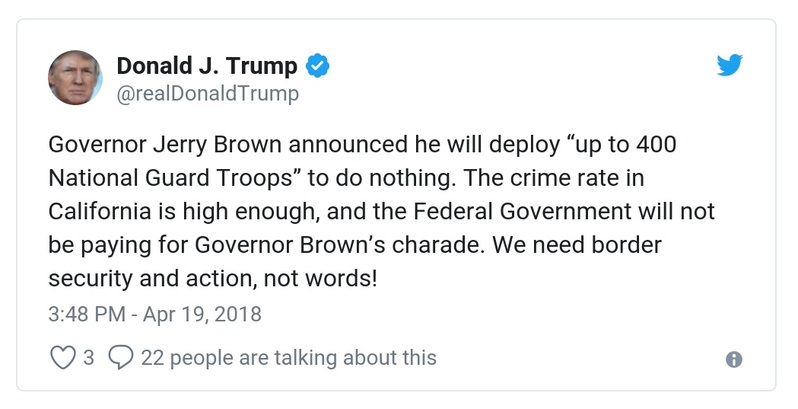 Donald J. Trump
@realDonaldTrump
Governor Jerry Brown announced he will deploy “up to 400
National Guard Troops” to do nothing. The crime rate in
California is high enough, and the Federal Government will not
be paying for Governor Brown’s charade. We need border
security and action, not words!
3:48 PM - Apr 19, 2018
3 22 people are talking about this